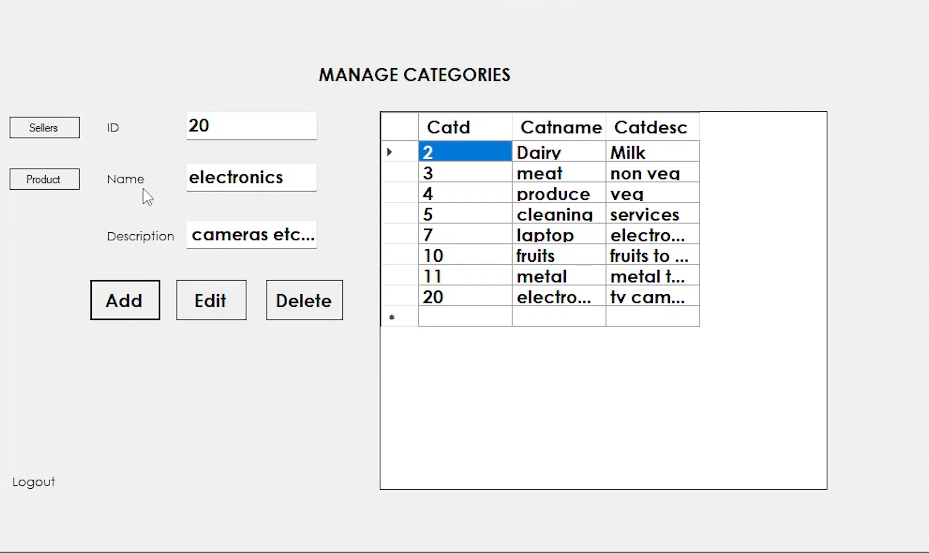 MANAGE CATEGORIES
Sellers
ID
20
Product
Name
electronics
Description
cameras etc...
Add
Edit
Delete
Catd Catname Catdesc
2 Dairy Milk
3 meat non veg
4 produce veg
5 cleaning services
7 laptop electro...
10 fruits fruits to ...
11 metal metal t...
20 electro... tv cam...
Logout